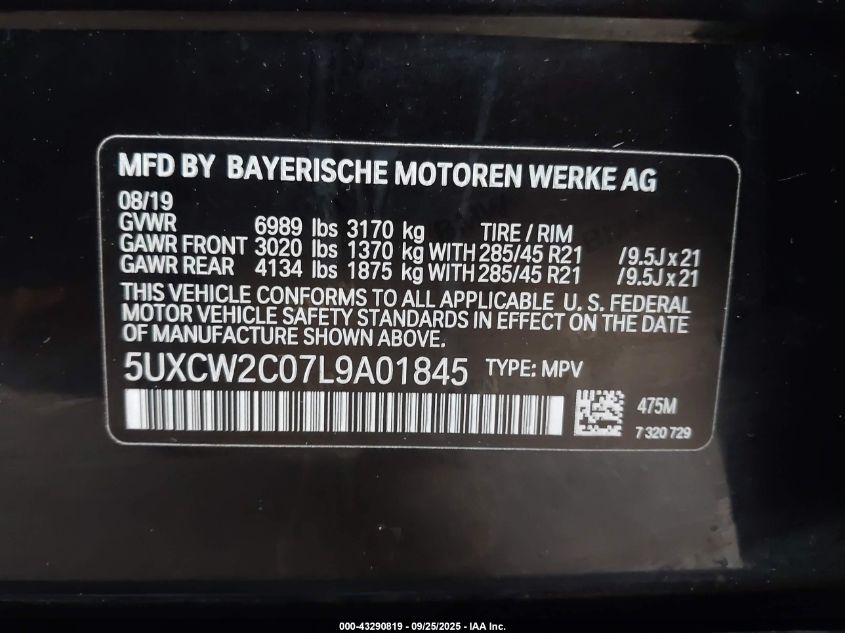 MFD BY BAYERISCHE MOTOREN WERKE AG
08/19
GVWR 6989 lbs 3170 kg TIRE / RIM
GAWR FRONT 3020 lbs 1370 kg WITH 285/45 R21 /9.5J x 21
GAWR REAR 4134 lbs 1875 kg WITH 285/45 R21 /9.5J x 21
THIS VEHICLE CONFORMS TO ALL APPLICABLE U. S. FEDERAL
MOTOR VEHICLE SAFETY STANDARDS IN EFFECT ON THE DATE
OF MANUFACTURE SHOWN ABOVE.
5UXCW2C07L9A01845 TYPE: MPV
475M
7 320 729
000-43290819 - 09/25/2025 - IAA Inc.